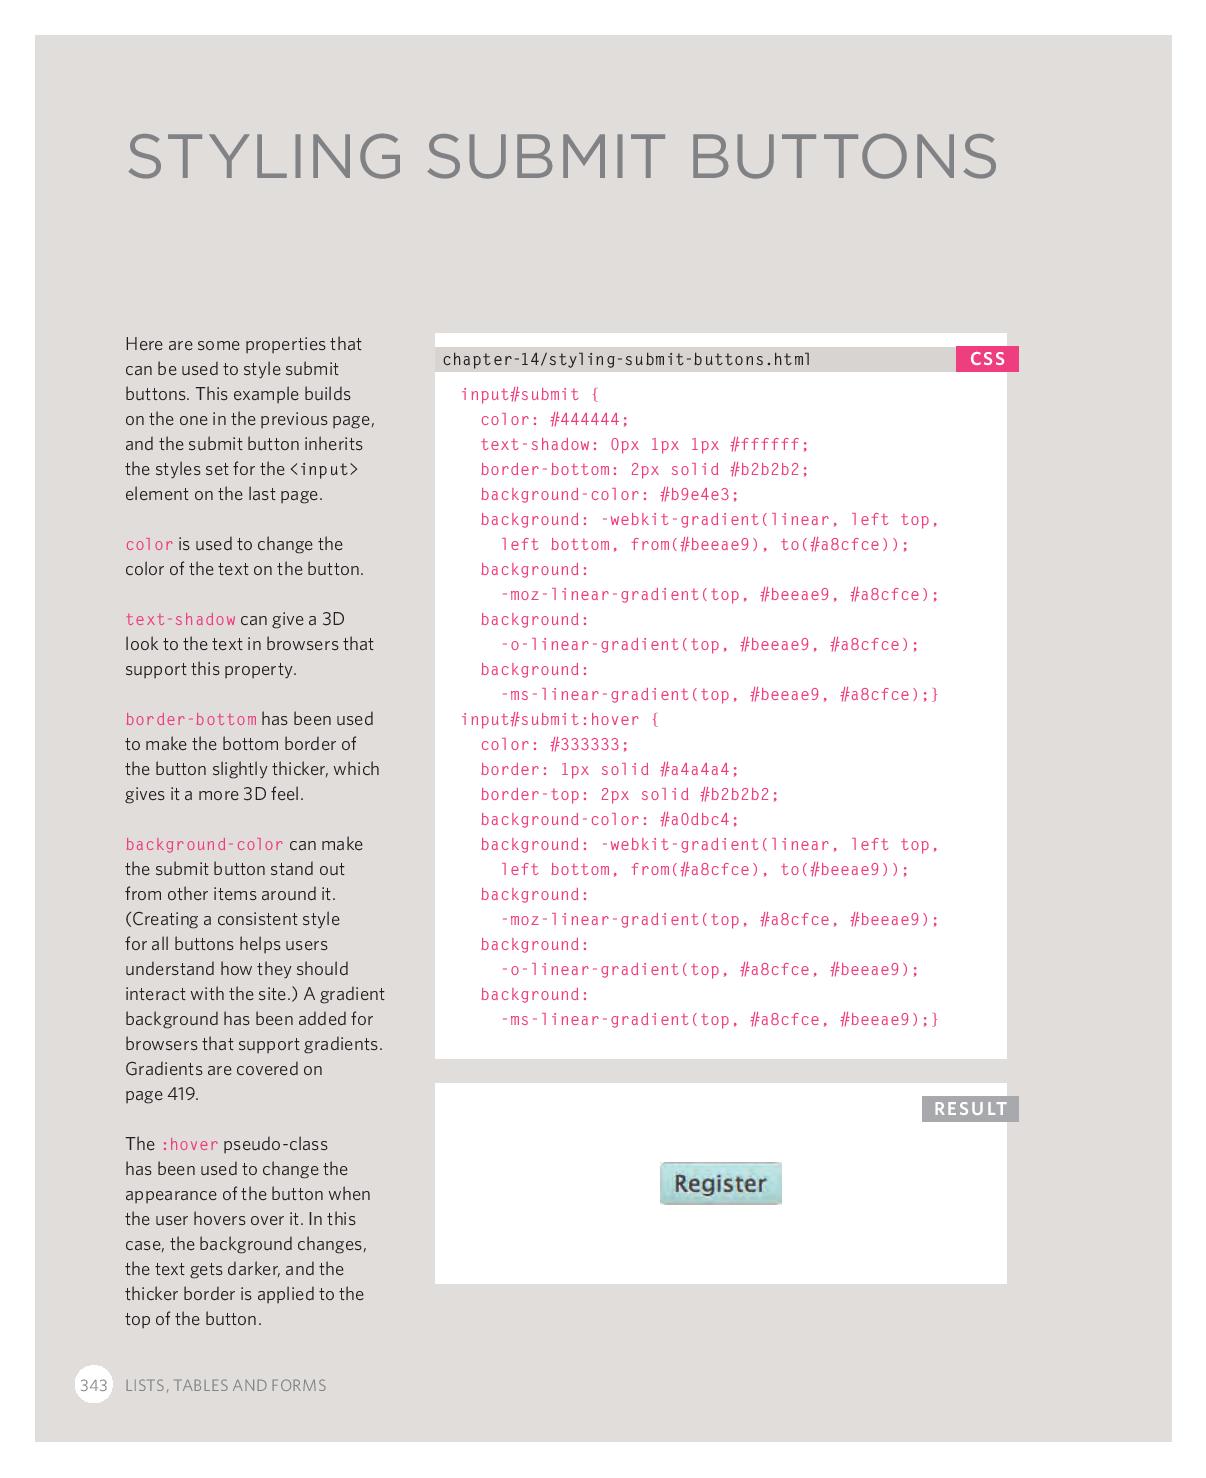 STYLING SUBMIT BUTTONS
Here are some properties that
can be used to style submit
buttons. This example builds
on the one in the previous page,
and the submit button inherits
the styles set for the <input>
element on the last page.
color is used to change the
color of the text on the button.
text-shadow can give a 3D
look to the text in browsers that
support this property.
border-bottom has been used
to make the bottom border of
the button slightly thicker, which
gives it a more 3D feel.
background-color can make
the submit button stand out
from other items around it.
(Creating a consistent style
for all buttons helps users
understand how they should
interact with the site.) A gradient
background has been added for
browsers that support gradients.
Gradients are covered on
page 419.
The :hover pseudo-class
has been used to change the
appearance of the button when
the user hovers over it. In this
case, the background changes,
the text gets darker, and the
thicker border is applied to the
top of the button.
chapter-14/styling-submit-buttons.html
CSS
input#submit {
  color: #444444;
  text-shadow: 0px 1px 1px #ffffff;
  border-bottom: 2px solid #b2b2b2;
  background-color: #b9e4e3;
  background: -webkit-gradient(linear, left top,
    left bottom, from(#beeae9), to(#a8cfce));
  background:
    -moz-linear-gradient(top, #beeae9, #a8cfce);
  background:
    -o-linear-gradient(top, #beeae9, #a8cfce);
  background:
    -ms-linear-gradient(top, #beeae9, #a8cfce);}
input#submit:hover {
  color: #333333;
  border: 1px solid #a4a4a4;
  border-top: 2px solid #b2b2b2;
  background-color: #a0dbc4;
  background: -webkit-gradient(linear, left top,
    left bottom, from(#a8cfce), to(#beeae9));
  background:
    -moz-linear-gradient(top, #a8cfce, #beeae9);
  background:
    -o-linear-gradient(top, #a8cfce, #beeae9);
  background:
    -ms-linear-gradient(top, #a8cfce, #beeae9);}
RESULT
Register
343 LISTS, TABLES AND FORMS